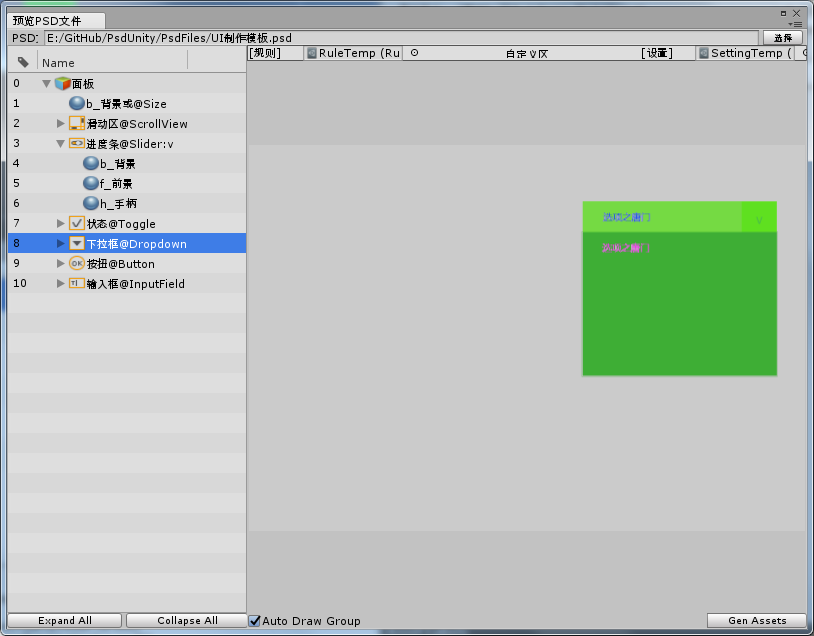 预览PSD文件
PSD: E:/GitHub/PsdUnity/PsdFiles/UI制作模板.psd 选择
Name
[规则] RuleTemp (Ru 自定义区 [设置] SettingTemp (
0 面板
1 b_背景或@Size
2 滑动区@ScrollView
3 进度条@Slider:v
4 b_背景
5 f_前景
6 h_手柄
7 状态@Toggle
8 下拉框@Dropdown
9 OK 按扭@Button
10 T| 输入框@InputField
选项之唐门 v
Expand All Collapse All Auto Draw Group Gen Assets